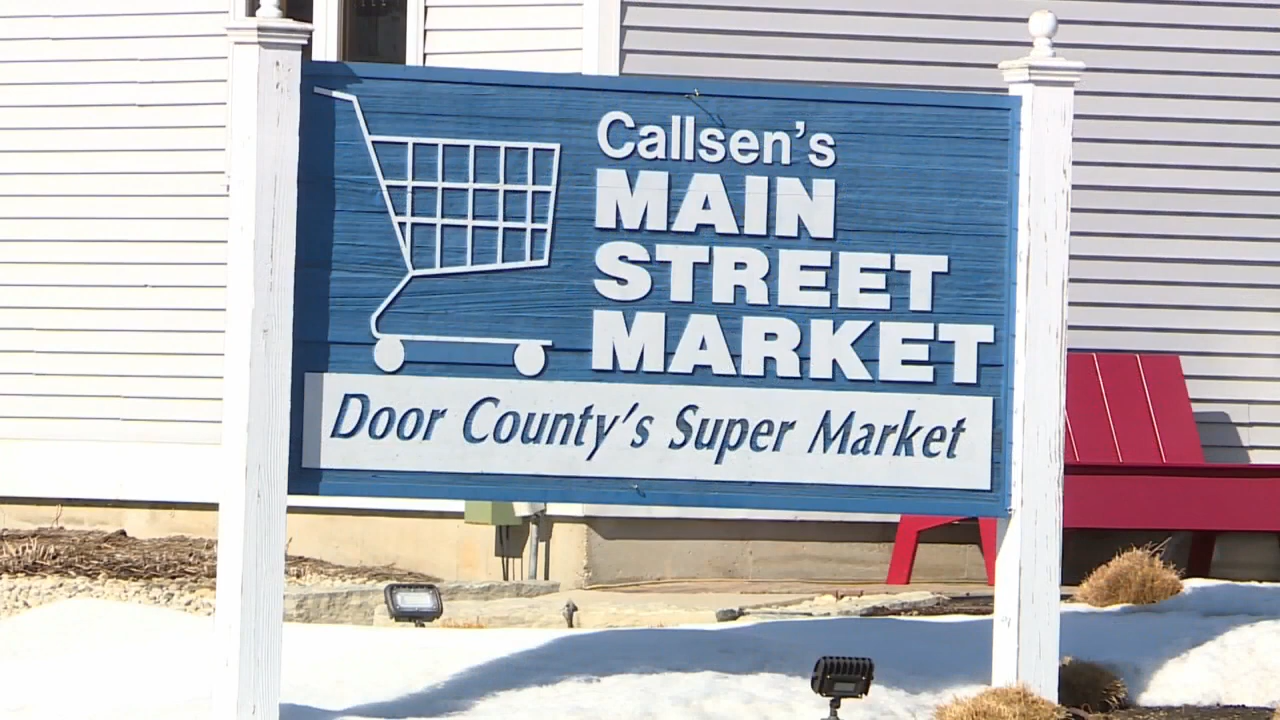 Callsen's
MAIN
STREET
MARKET
Door County's Super Market